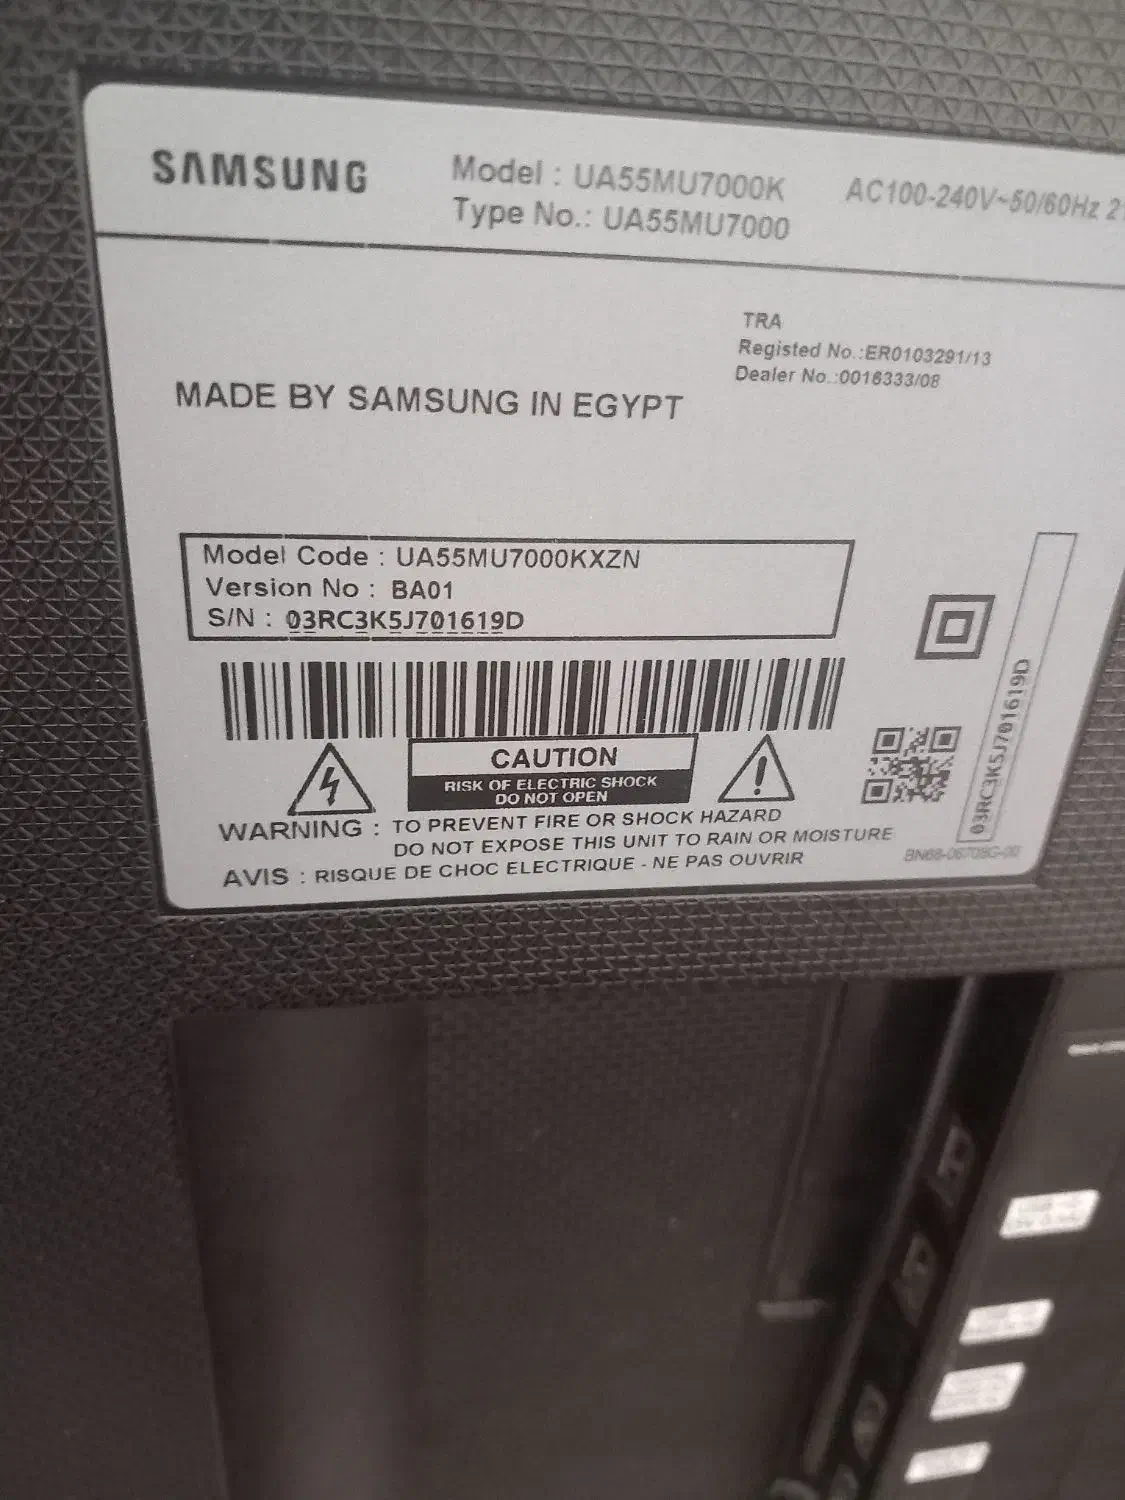 SAMSUNG
Model : UA55MU7000K
Type No.: UA55MU7000
AC100-240V~50/60Hz
TRA
Registed No.:ER0103291/13
Dealer No.:0016333/08
MADE BY SAMSUNG IN EGYPT
Model Code : UA55MU7000KXZN
Version No : BA01
S/N : 03RC3K5J701619D
CAUTION
RISK OF ELECTRIC SHOCK
DO NOT OPEN
WARNING : TO PREVENT FIRE OR SHOCK HAZARD
DO NOT EXPOSE THIS UNIT TO RAIN OR MOISTURE
AVIS : RISQUE DE CHOC ELECTRIQUE - NE PAS OUVRIR
03RC3K5J701619D